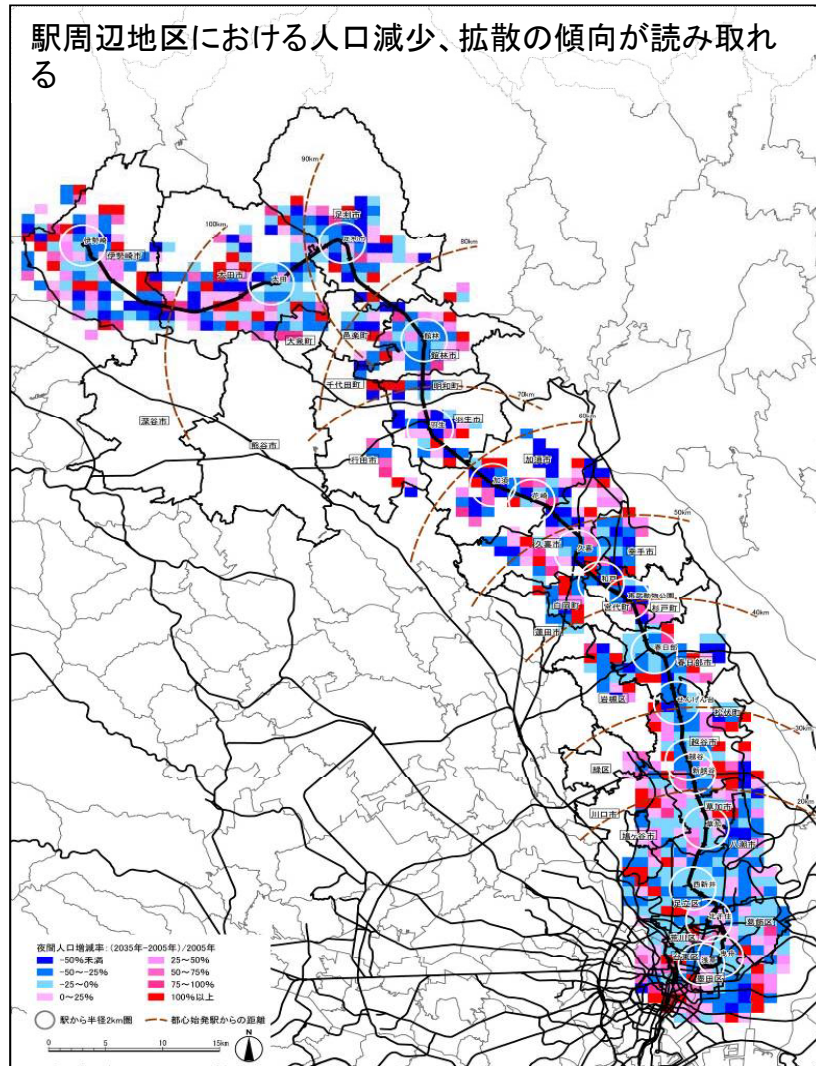 駅周辺地区における人口減少、拡散の傾向が読み取れ
る
90km
足利市
100km
80km
伊勢崎
伊勢崎市
太田市
太田
邑楽町
大泉町
館林
館林市
千代田町
明和町
70km
深谷市
羽生市
羽生
60km
熊谷市
行田市
加須市
加須
花崎
50km
久喜市
久喜
幸手市
和戸
東武動物公園
白岡町
宮代町
杉戸町
40km
蓮田市
春日部
春日部市
岩槻区
せんげん台
松伏町
30km
越谷市
越谷
緑区
新越谷
20km
川口市
草加市
草加
鳩ヶ谷市
八潮市
西新井
足立区
北千住
葛飾区
荒川区
台東区
浅草
曳舟
墨田区
夜間人口増減率：(2035年-2005年)/2005年
-50%未満
25～50%
-50～-25%
50～75%
-25～0%
75～100%
0～25%
100%以上
駅から半径2km圏
都心始発駅からの距離
0
5
15km
N